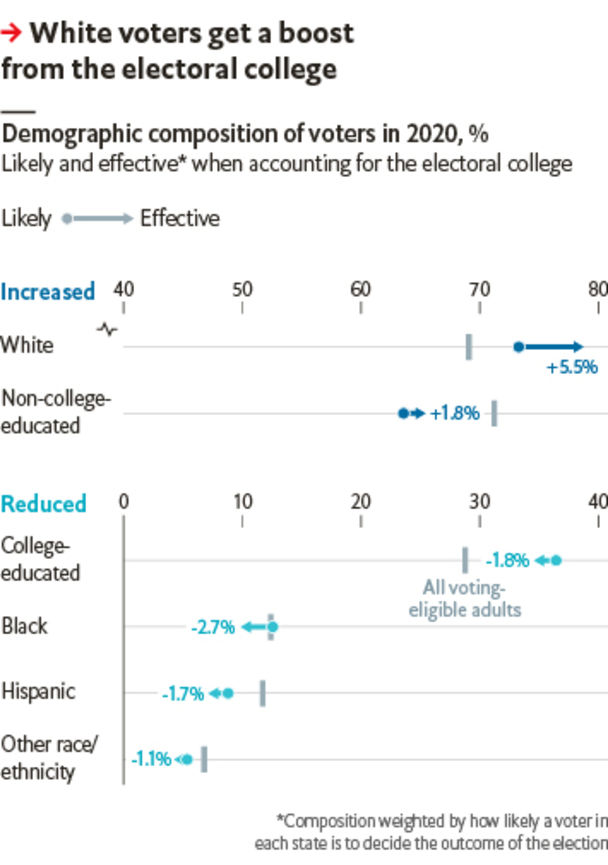 → White voters get a boost
from the electoral college
Demographic composition of voters in 2020, %
Likely and effective* when accounting for the electoral college
Likely Effective
Increased 40 50 60 70 80
White
+5.5%
Non-college-
educated
+1.8%
Reduced 0 10 20 30 40
College-
educated
-1.8%
All voting-
eligible adults
Black
-2.7%
Hispanic
-1.7%
Other race/
ethnicity
-1.1%
*Composition weighted by how likely a voter in
each state is to decide the outcome of the election